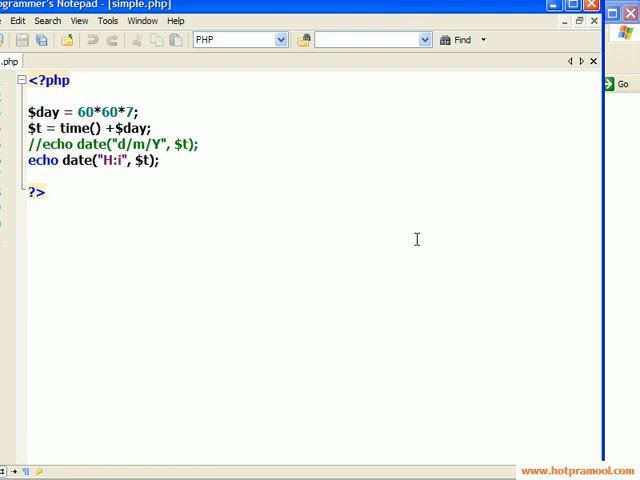 rogrammer's Notepad - [simple.php]
Edit Search View Tools Window Help
PHP Find
Go
.php
<?php
$day = 60*60*7;
$t = time() +$day;
//echo date("d/m/Y", $t);
echo date("H:i", $t);
?>
www.hotpramool.com